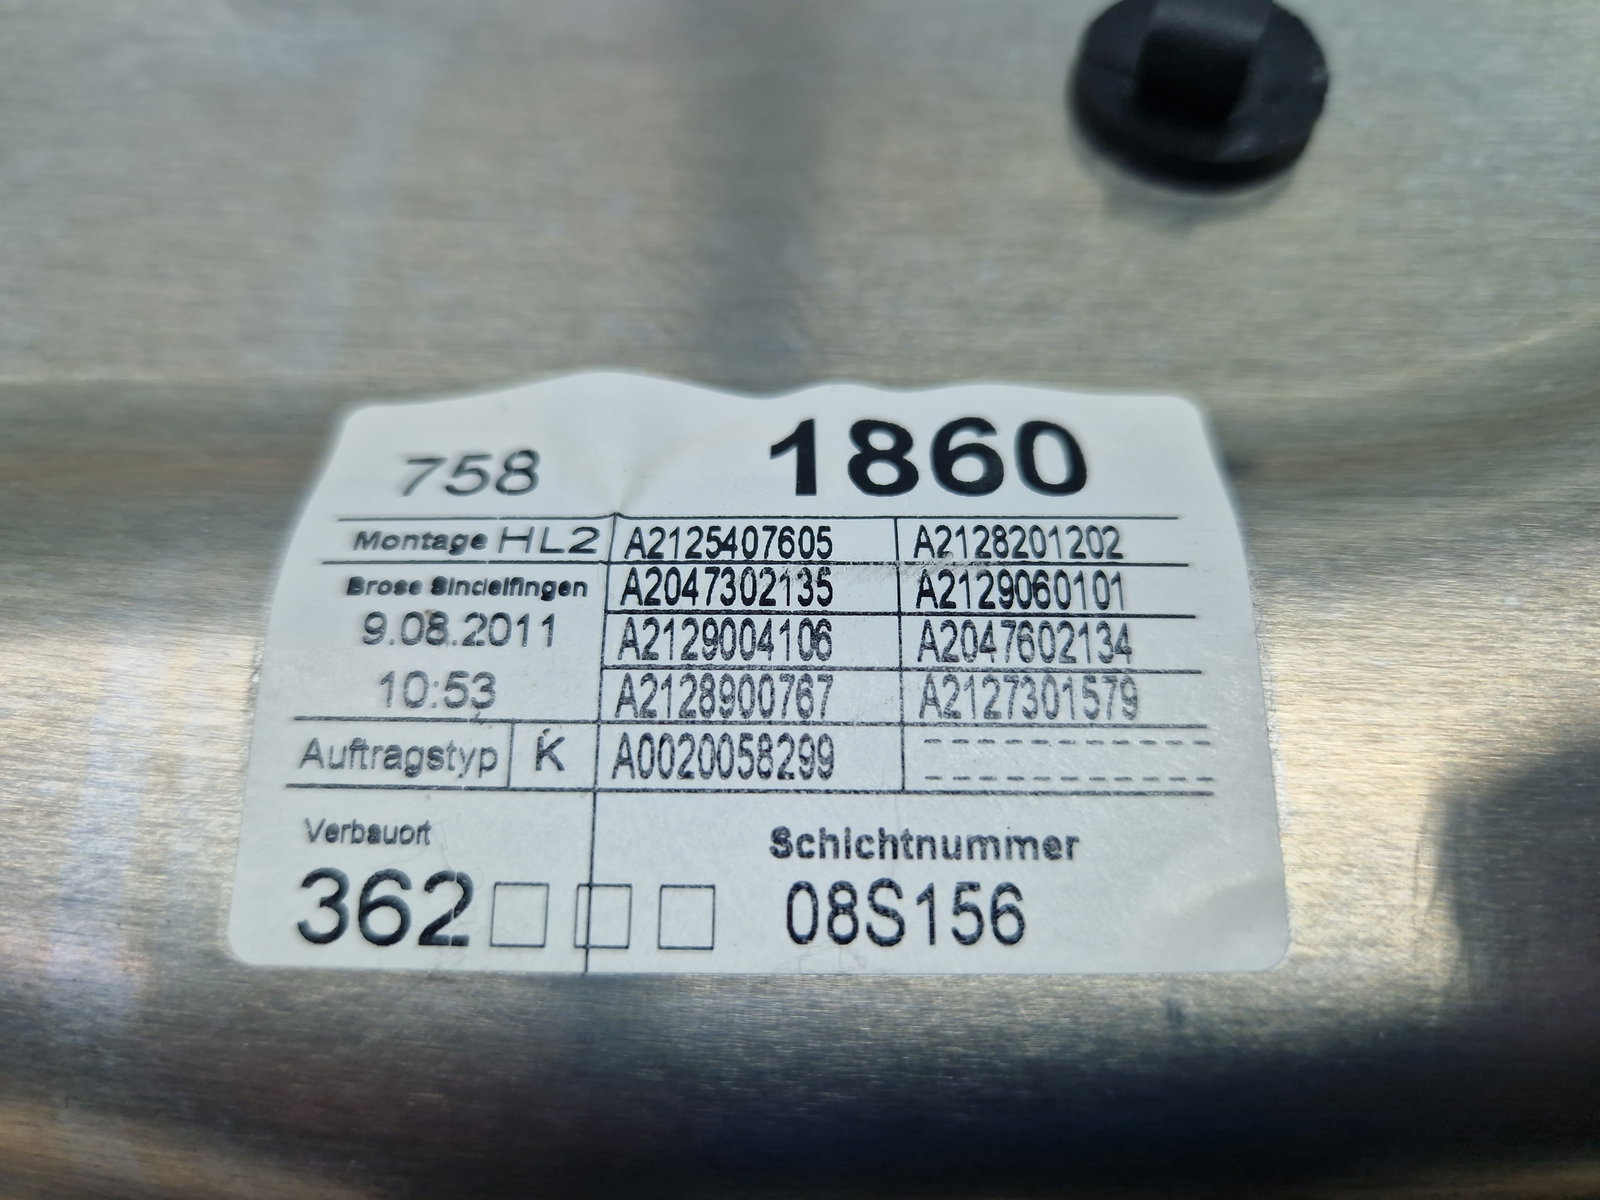 758 1860
Montage HL2 A2125407605 A2128201202
Brose Sindelfingen A2047302135 A2129060101
9.08.2011 A2129004106 A2047602134
10:53 A2128900767 A2127301579
Auftragstyp K A0020058299
Verbauort Schichtnummer
362 08S156